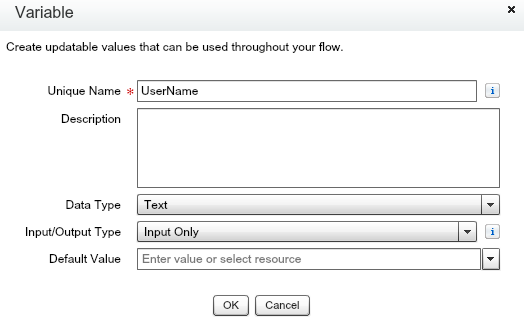 Variable
Create updatable values that can be used throughout your flow.
Unique Name * UserName
Description
Data Type Text
Input/Output Type Input Only
Default Value Enter value or select resource
OK Cancel